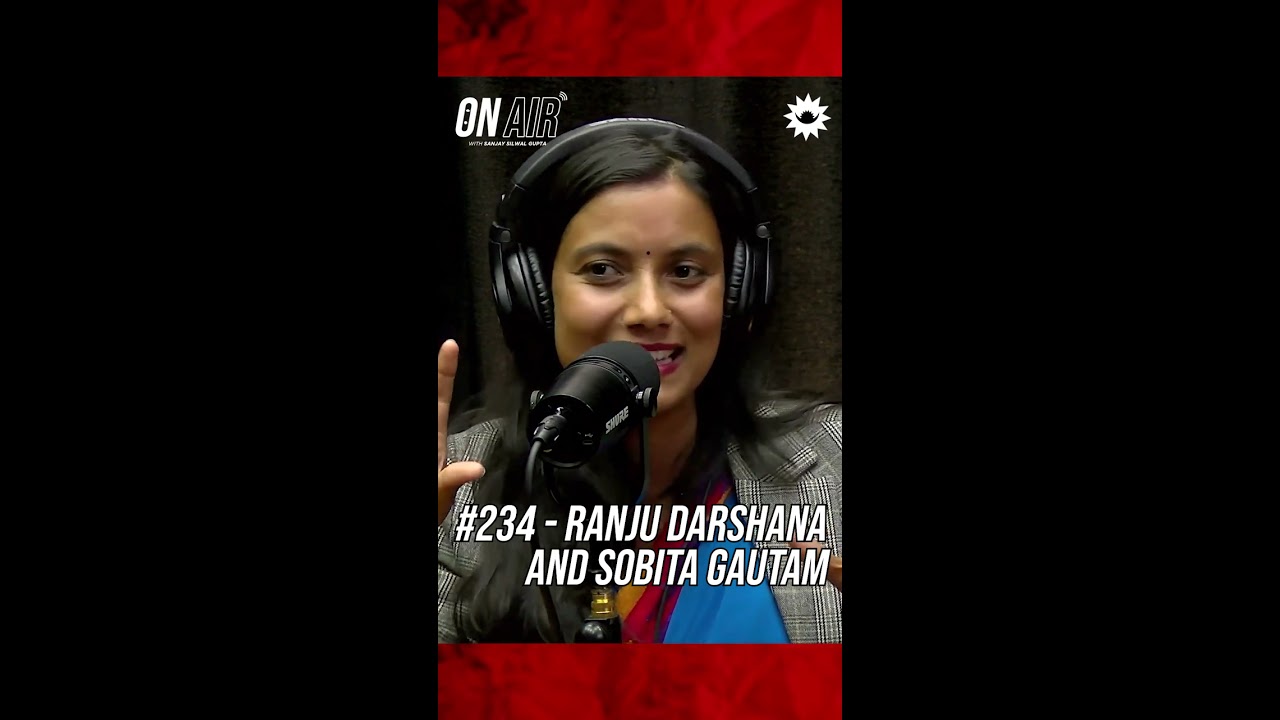 ON AIR
WITH SANJAY SILWAL GUPTA
SHURE
#234 - RANJU DARSHANA
AND SOBITA GAUTAM